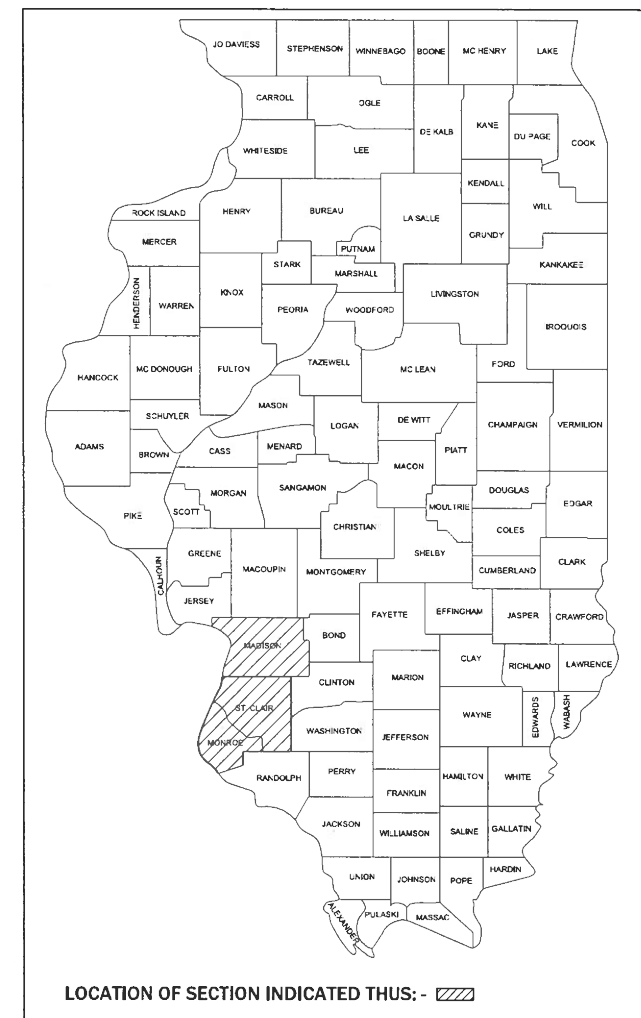 JO DAVIESS STEPHENSON WINNEBAGO BOONE MC HENRY LAKE
CARROLL OGLE DE KALB KANE DU PAGE COOK
WHITESIDE LEE KENDALL
ROCK ISLAND HENRY BUREAU LA SALLE WILL
MERCER PUTNAM GRUNDY
STARK MARSHALL KANKAKEE
HENDERSON WARREN KNOX PEORIA WOODFORD LIVINGSTON IROQUOIS
HANCOCK MC DONOUGH FULTON TAZEWELL MC LEAN FORD
MASON
SCHUYLER LOGAN DE WITT CHAMPAIGN VERMILION
ADAMS BROWN CASS MENARD MACON PIATT
PIKE SCOTT MORGAN SANGAMON CHRISTIAN MOULTRIE DOUGLAS EDGAR
COLES
GREENE SHELBY
CALHOUN MACOUPIN MONTGOMERY CUMBERLAND CLARK
JERSEY FAYETTE EFFINGHAM JASPER CRAWFORD
MADISON BOND
CLINTON MARION CLAY RICHLAND LAWRENCE
ST. CLAIR WAYNE EDWARDS WABASH
MONROE WASHINGTON JEFFERSON
RANDOLPH PERRY HAMILTON WHITE
FRANKLIN
JACKSON WILLIAMSON SALINE GALLATIN
UNION JOHNSON POPE HARDIN
ALEXANDER PULASKI MASSAC
LOCATION OF SECTION INDICATED THUS: -